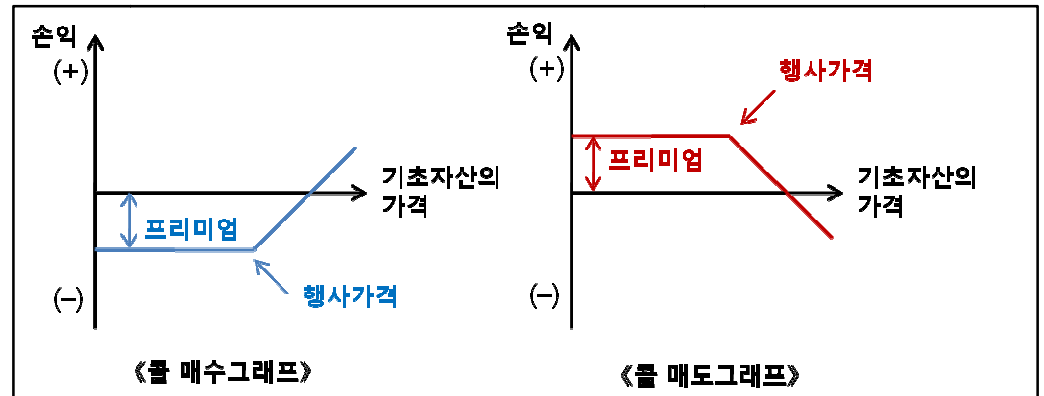 손익
(+)
기초자산의
가격
프리미엄
행사가격
(−)
《콜 매수그래프》
손익
(+)
행사가격
프리미엄
기초자산의
가격
(−)
《콜 매도그래프》